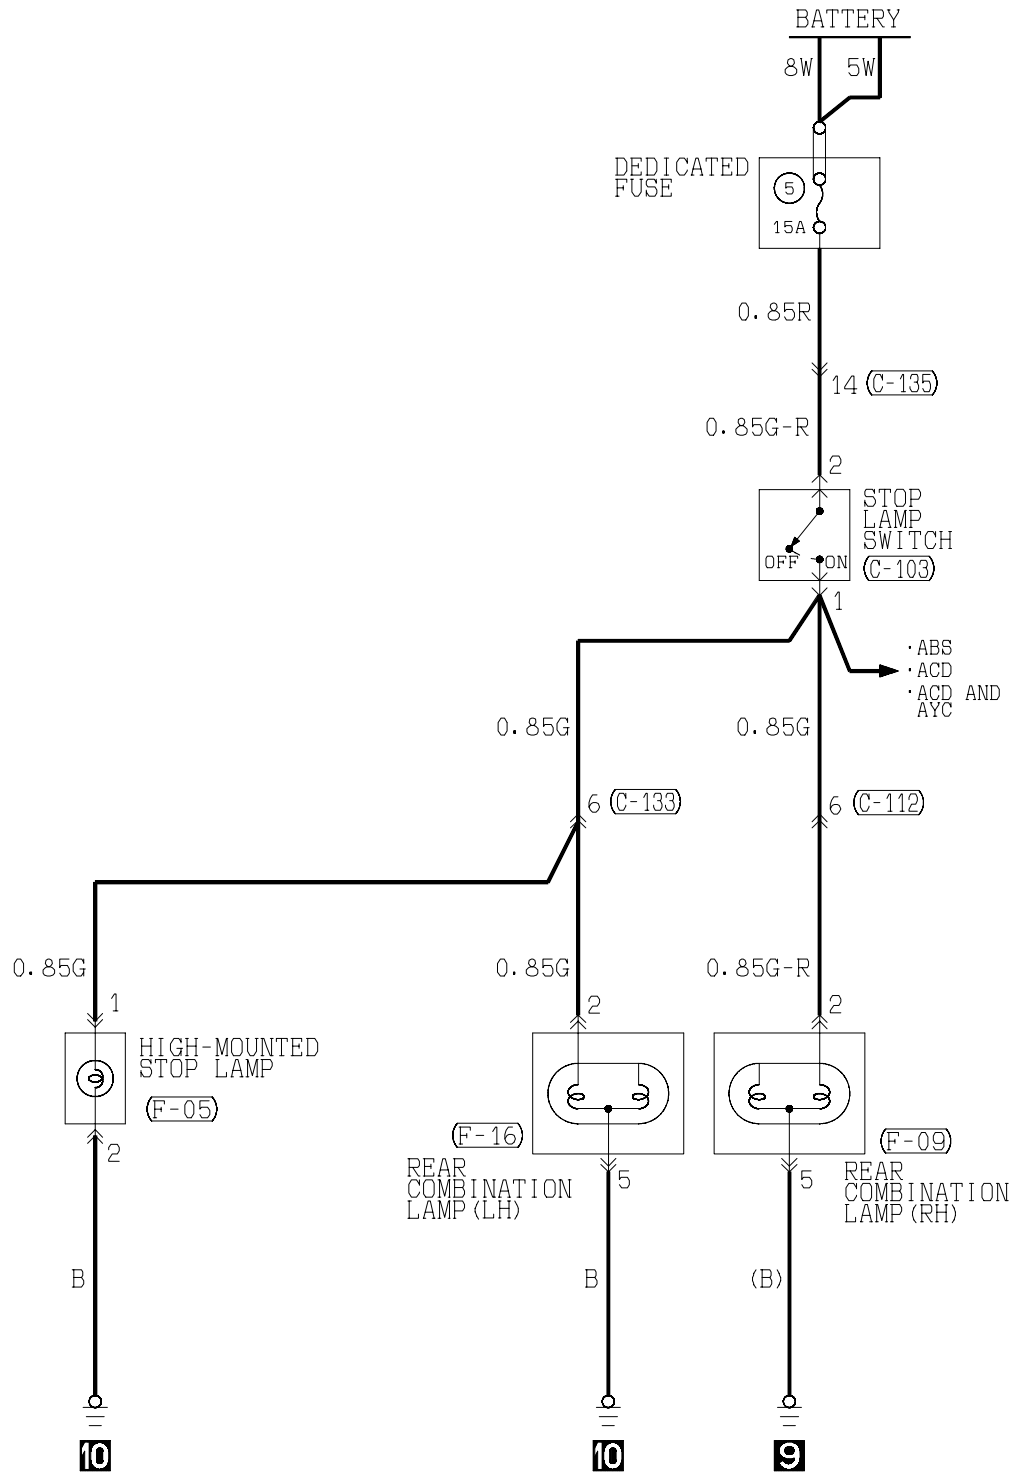 BATTERY
8W 5W
DEDICATED
FUSE
5
15A
0.85R
14 C-135
0.85G-R
2
STOP
LAMP
SWITCH
OFF ON
C-103
1
·ABS
·ACD
·ACD AND
AYC
0.85G 0.85G
6 C-133 6 C-112
0.85G 0.85G 0.85G-R
1 2 2
HIGH-MOUNTED
STOP LAMP
F-05
F-16 F-09
2
REAR
COMBINATION
LAMP(LH)
5 5
REAR
COMBINATION
LAMP(RH)
B B (B)
10 10 9